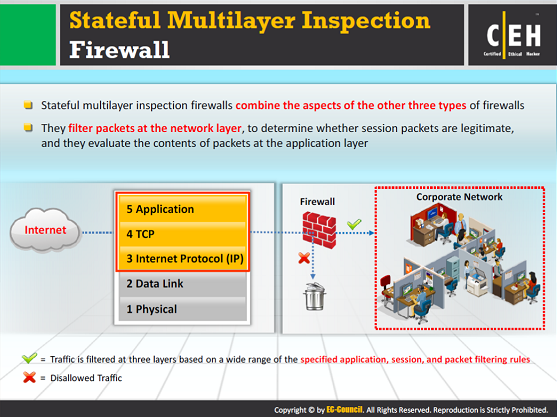 Stateful Multilayer Inspection
Firewall
C|EH
Certified Ethical Hacker
Stateful multilayer inspection firewalls combine the aspects of the other three types of firewalls
They filter packets at the network layer, to determine whether session packets are legitimate,
and they evaluate the contents of packets at the application layer
Internet
5 Application
4 TCP
3 Internet Protocol (IP)
2 Data Link
1 Physical
Firewall
Corporate Network
= Traffic is filtered at three layers based on a wide range of the specified application, session, and packet filtering rules
= Disallowed Traffic
Copyright © by EG-Council. All Rights Reserved. Reproduction is Strictly Prohibited.